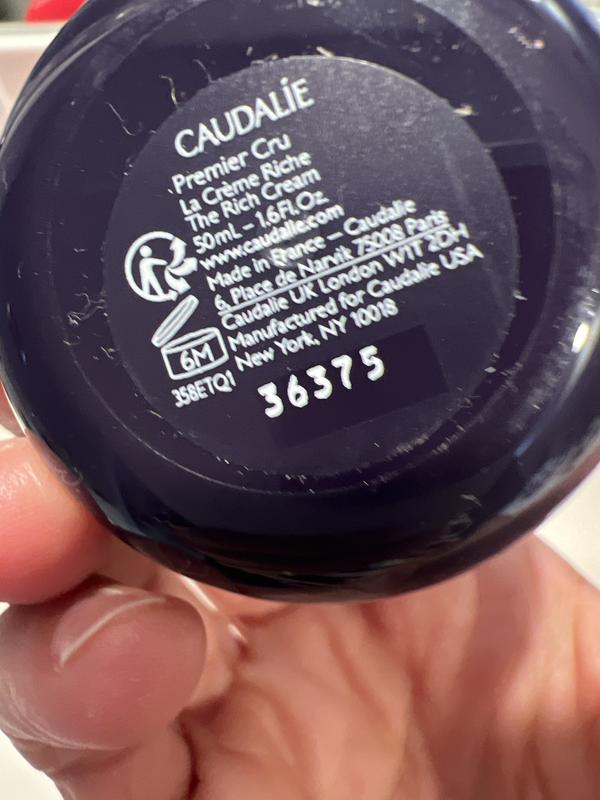 CAUDALÍE
Premier Cru
La Crème Riche
The Rich Cream
50mL – 1.6Fl.Oz
www.caudalie.com
Made in France – Caudalie
6, Place de Narvik 75008 Paris
Caudalie UK London W1T 2DH
Manufactured for Caudalie USA
New York, NY 10018
6M
358ETQ1
36375